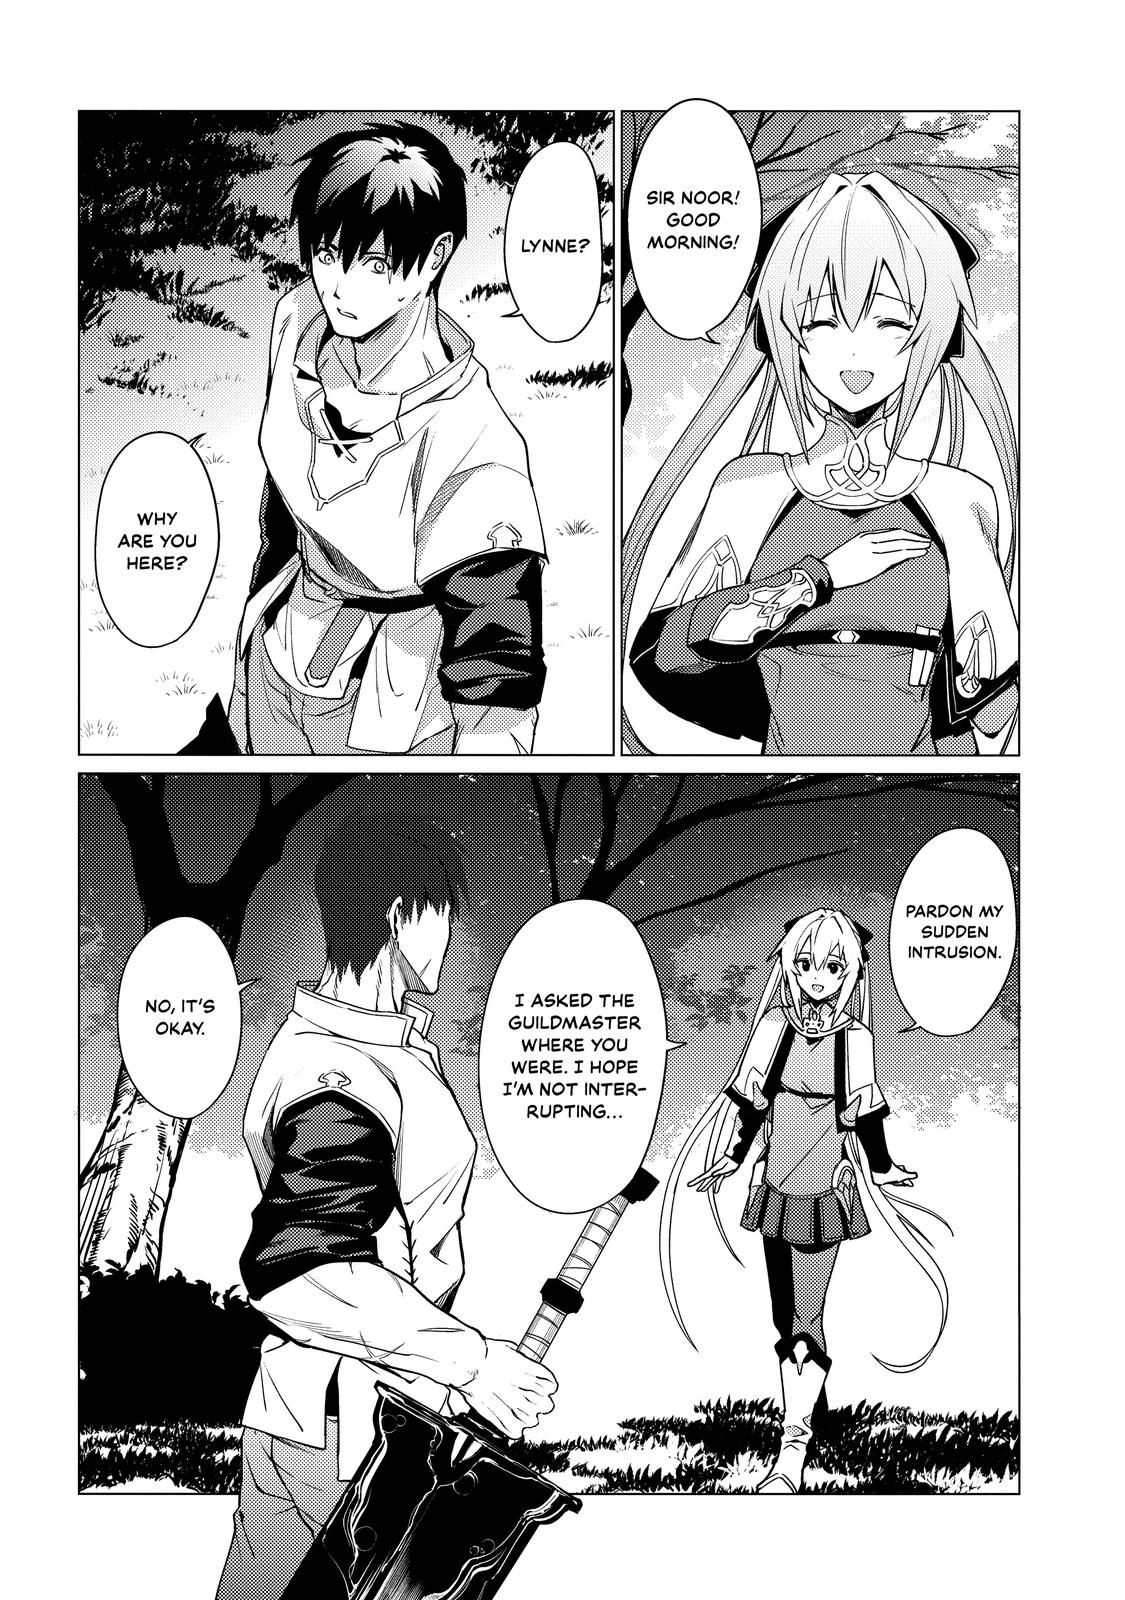 SIR NOOR!
GOOD
MORNING!
LYNNE?
WHY
ARE YOU
HERE?
PARDON MY
SUDDEN
INTRUSION.
I ASKED THE
GUILDMASTER
WHERE YOU
WERE. I HOPE
I'M NOT INTER-
RUPTING...
NO, IT'S
OKAY.